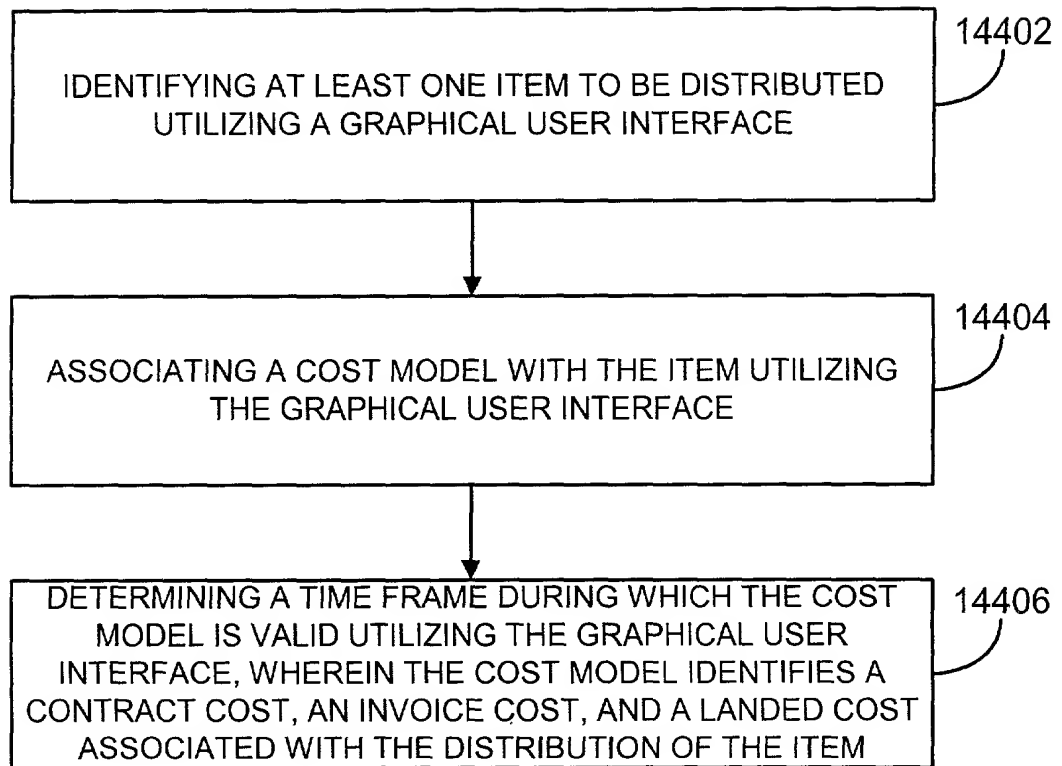 14402
IDENTIFYING AT LEAST ONE ITEM TO BE DISTRIBUTED
UTILIZING A GRAPHICAL USER INTERFACE
14404
ASSOCIATING A COST MODEL WITH THE ITEM UTILIZING
THE GRAPHICAL USER INTERFACE
14406
DETERMINING A TIME FRAME DURING WHICH THE COST
MODEL IS VALID UTILIZING THE GRAPHICAL USER
INTERFACE, WHEREIN THE COST MODEL IDENTIFIES A
CONTRACT COST, AN INVOICE COST, AND A LANDED COST
ASSOCIATED WITH THE DISTRIBUTION OF THE ITEM